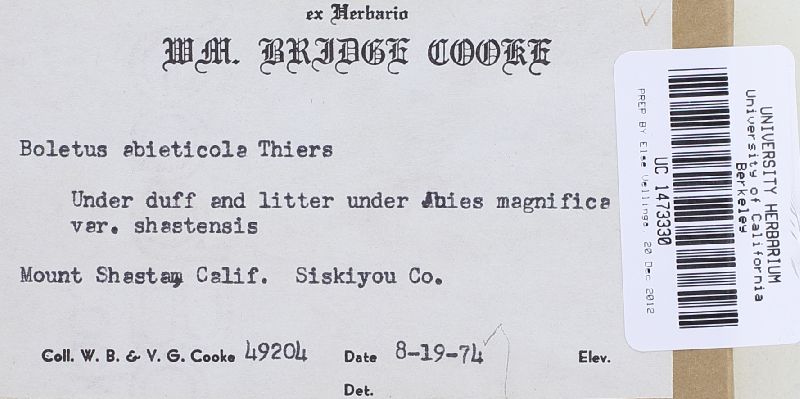 ex Herbario
WM. BRIDGE COOKE
Boletus abieticola Thiers
Under duff and litter under Abies magnifica
var. shastensis
Mount Shasta, Calif. Siskiyou Co.
Coll. W. B. & V. G. Cooke 49204 Date 8-19-74 Elev.
Det.
UNIVERSITY HERBARIUM
University of California
Berkeley
UC 1473330
PREP BY Else Vellinga 20 Dec 2012